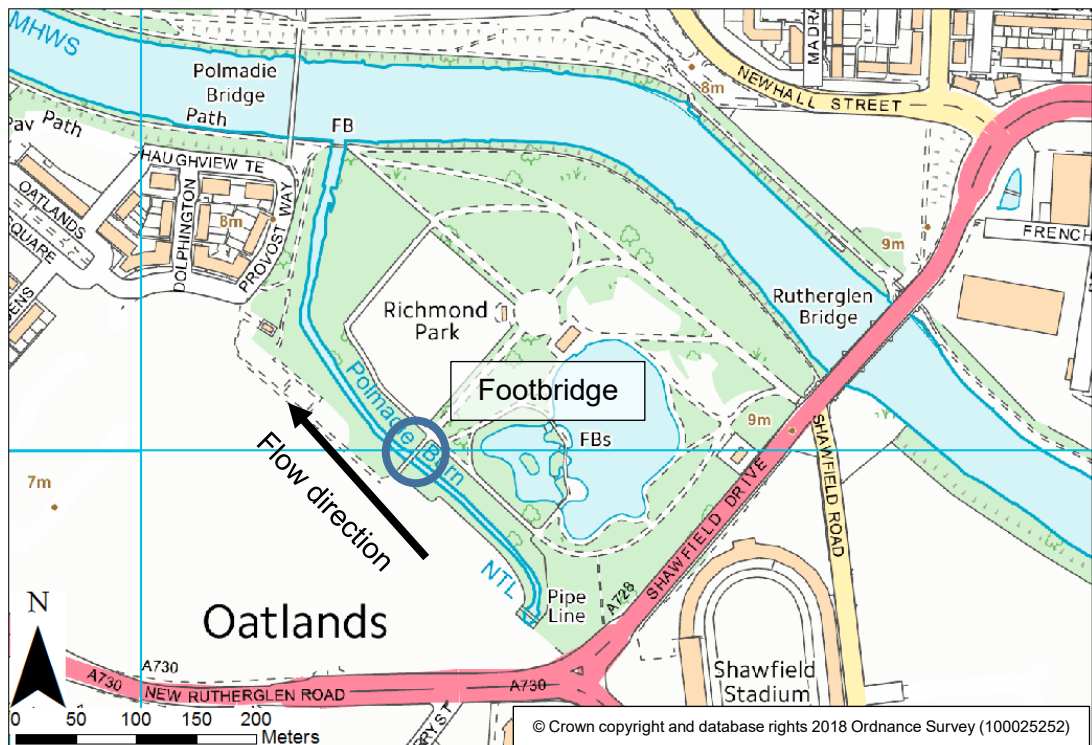 MHWS
Polmadie
Bridge
Path
Path
FB
NEWHALL STREET
8m
HAUGHVIEW TE
OATLANDS
SQUARE
DOLPHINGTON
8m
PROVOST WAY
9m
FRENCH
Rutherglen
Bridge
Richmond
Park
Footbridge
FBs
9m
Polmadie Burn
Flow direction
7m
SHAWFIELD DRIVE
SHAWFIELD ROAD
NTL
Pipe
Line
A728
N
Oatlands
A730
A730
NEW RUTHERGLEN ROAD
A730
Shawfield
Stadium
0 50 100 150 200
Meters
© Crown copyright and database rights 2018 Ordnance Survey (100025252)